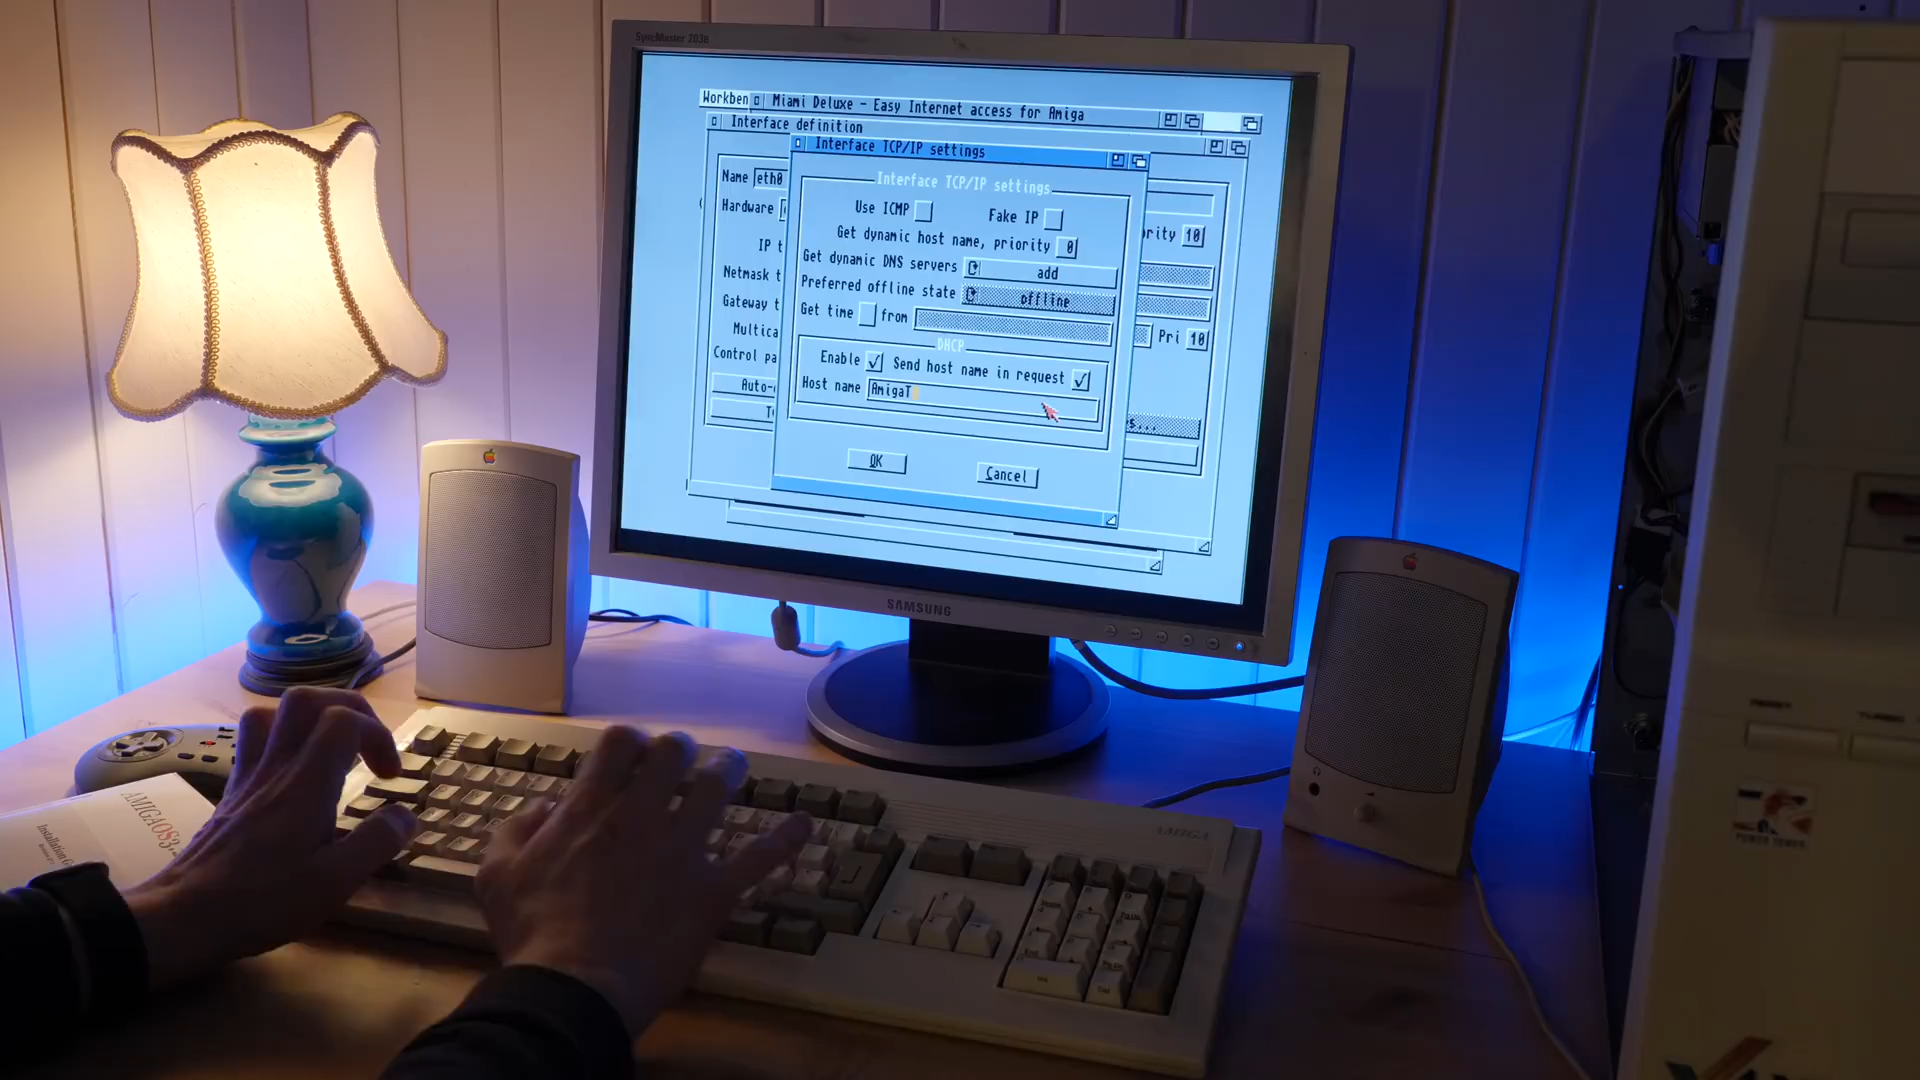 SyncMaster 203B
Workben
Miami Deluxe - Easy Internet access for Amiga
Interface definition
Interface TCP/IP settings
Name eth0
Hardware
IP t
Netmask t
Gateway t
Multica
Control pa
Auto-
Interface TCP/IP settings
Use ICMP
Fake IP
Get dynamic host name, priority 0
Get dynamic DNS servers add
Preferred offline state offline
Get time from
DHCP
Enable ✓ Send host name in request ✓
Host name AmigaT
OK
Cancel
rity 10
Pri 10
s...
SAMSUNG
AMIGAOS3.
Installation G
AMIGA
POWER TOWER